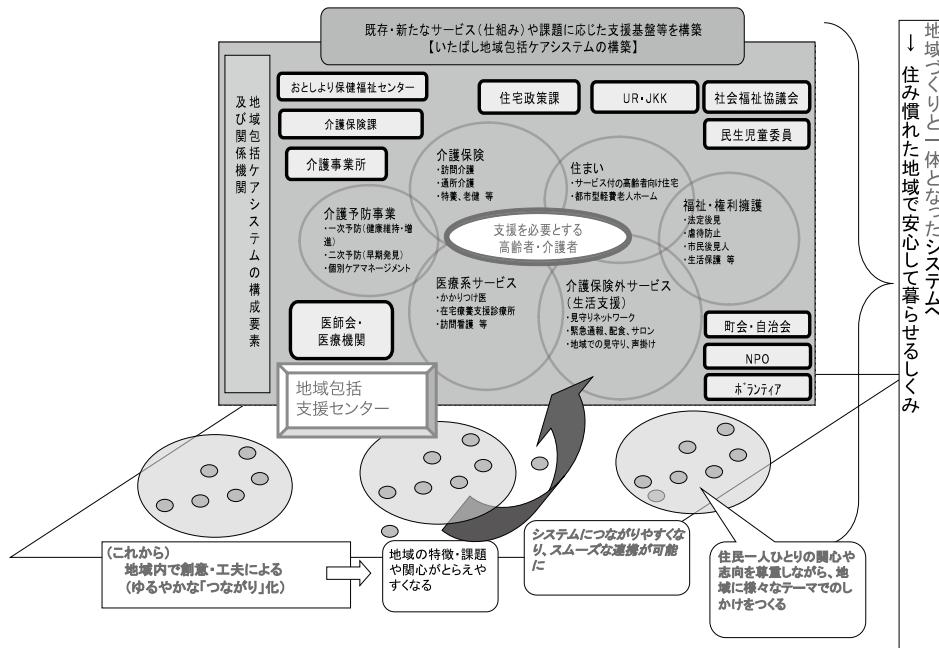 既存・新たなサービス(仕組み)や課題に応じた支援基盤等を構築
【いたばし地域包括ケアシステムの構築】
地域包括ケアシステムの構成要素
及び関係機関
おとしより保健福祉センター
介護保険課
介護事業所
住宅政策課
UR・JKK
社会福祉協議会
民生児童委員
介護保険
・訪問介護
・通所介護
・特養、老健 等
住まい
・サービス付の高齢者向け住宅
・都市型経費老人ホーム
介護予防事業
・一次予防(健康維持・増
進)
・二次予防(早期発見)
・個別ケアマネージメント
支援を必要とする
高齢者・介護者
福祉・権利擁護
・法定後見
・虐待防止
・市民後見人
・生活保護 等
医療系サービス
・かかりつけ医
・在宅療養支援診療所
・訪問看護 等
介護保険外サービス
(生活支援)
・見守りネットワーク
・緊急通報、配食、サロン
・地域での見守り、声掛け
医師会・
医療機関
町会・自治会
NPO
ボランティア
地域包括
支援センター
(これから)
地域内で創意・工夫による
(ゆるやかな「つながり」化)
地域の特徴・課題
や関心がとらえや
すくなる
システムにつながりやすくな
り、スムーズな連携が可能
に
住民一人ひとりの関心や
志向を尊重しながら、地
域に様々なテーマでのし
かけをつくる
地域づくりと一体となったシステムへ
→ 住み慣れた地域で安心して暮らせるしくみ